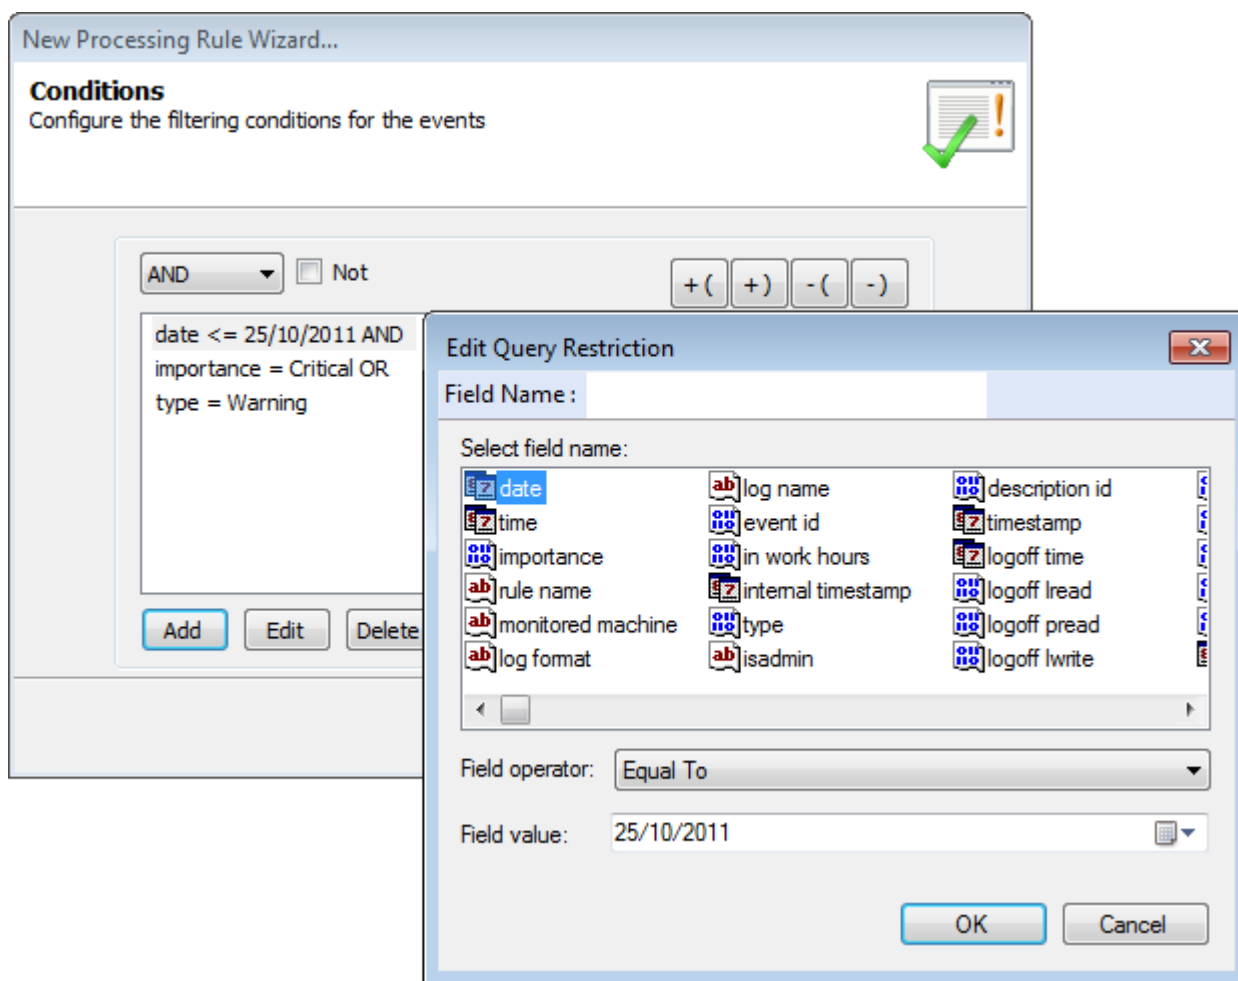 New Processing Rule Wizard...
Conditions
Configure the filtering conditions for the events
AND
Not
+(
+)
-(
-)
date <= 25/10/2011 AND
importance = Critical OR
type = Warning
Add
Edit
Delete
Edit Query Restriction
Field Name :
Select field name:
date
time
importance
rule name
monitored machine
log format
log name
event id
in work hours
internal timestamp
type
isadmin
description id
timestamp
logoff time
logoff lread
logoff pread
logoff lwrite
Field operator:
Equal To
Field value:
25/10/2011
OK
Cancel